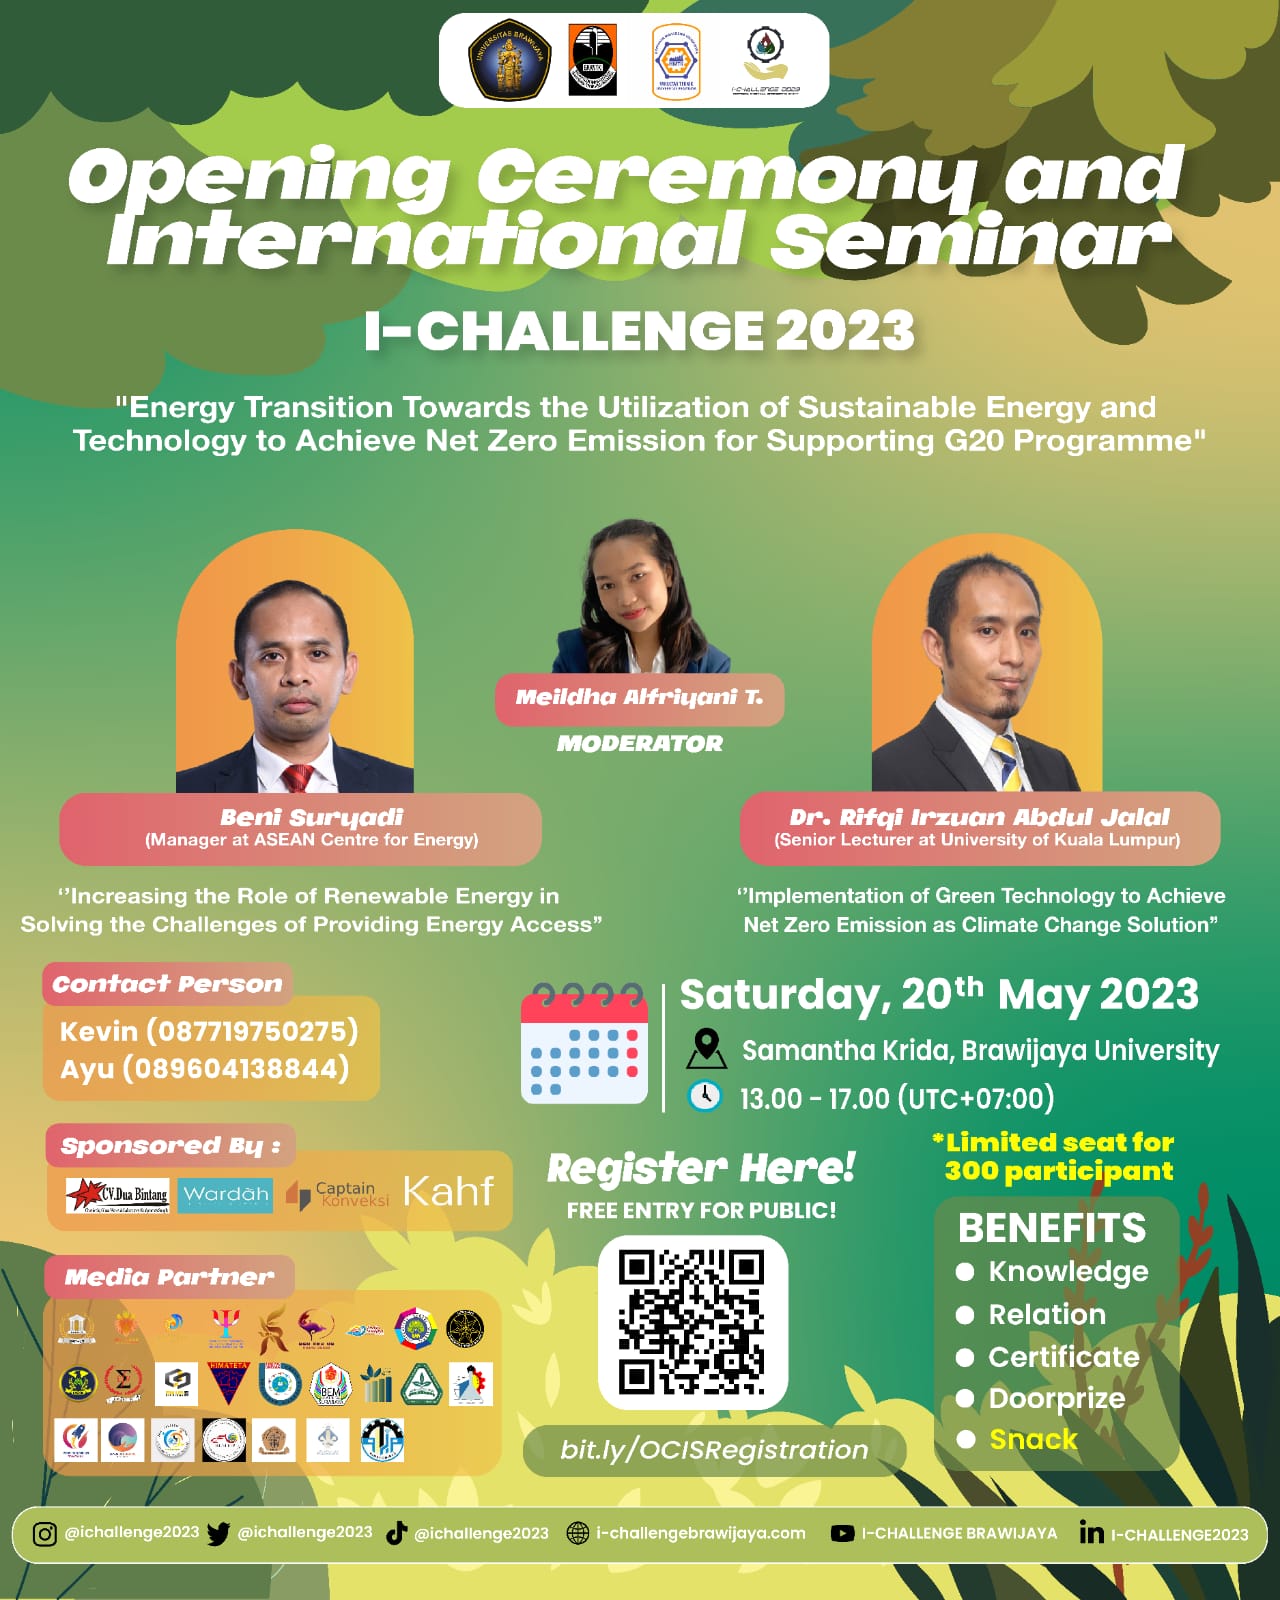 UNIVERSITAS BRAWIJAYA
I-CHALLENGE 2023
Opening Ceremony and
International Seminar
I-CHALLENGE 2023
"Energy Transition Towards the Utilization of Sustainable Energy and
Technology to Achieve Net Zero Emission for Supporting G20 Programme"
Meildha Alfriyani T.
MODERATOR
Beni Suryadi
(Manager at ASEAN Centre for Energy)
‘’Increasing the Role of Renewable Energy in
Solving the Challenges of Providing Energy Access”
Dr. Rifqi Irzuan Abdul Jalal
(Senior Lecturer at University of Kuala Lumpur)
‘’Implementation of Green Technology to Achieve
Net Zero Emission as Climate Change Solution”
Contact Person
Kevin (087719750275)
Ayu (089604138844)
Saturday, 20th May 2023
Samantha Krida, Brawijaya University
13.00 - 17.00 (UTC+07:00)
Sponsored By :
CV.Dua Bintang
Wardah
Captain
Konveksi
Kahf
Register Here!
FREE ENTRY FOR PUBLIC!
bit.ly/OCISRegistration
*Limited seat for
300 participant
BENEFITS
Knowledge
Relation
Certificate
Doorprize
Snack
Media Partner
HIMATETA
BEM
@ichallenge2023
@ichallenge2023
@ichallenge2023
i-challengebrawijaya.com
I-CHALLENGE BRAWIJAYA
I-CHALLENGE2023